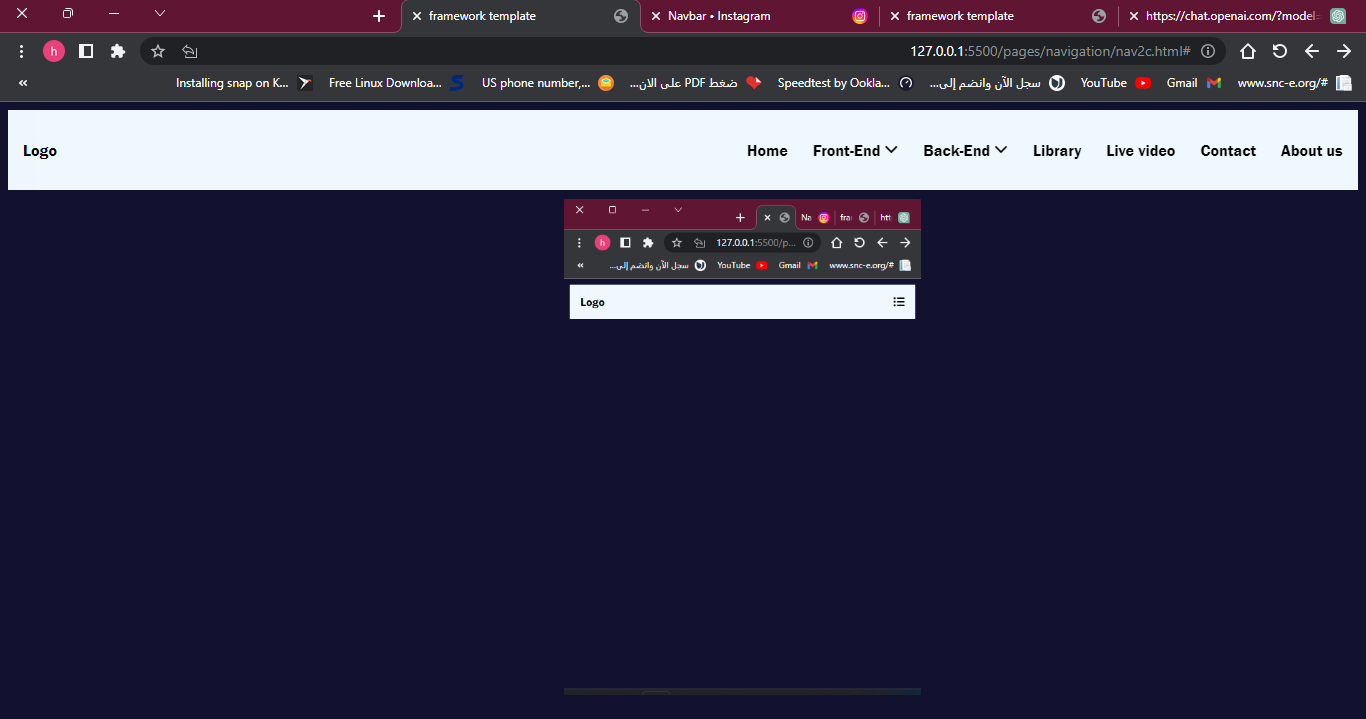 framework template
Navbar • Instagram
framework template
https://chat.openai.com/?model=
h
127.0.0.1:5500/pages/navigation/nav2c.html#
«
Installing snap on K...
Free Linux Downloa...
US phone number,...
ضغط PDF على الان...
Speedtest by Ookla...
سجل الآن وانضم إلى...
YouTube
Gmail
www.snc-e.org/#
Logo
Home
Front-End
Back-End
Library
Live video
Contact
About us
Na
fra
htt
h
127.0.0.1:5500/p...
«
سجل الآن وانضم إلى...
YouTube
Gmail
www.snc-e.org/#
Logo